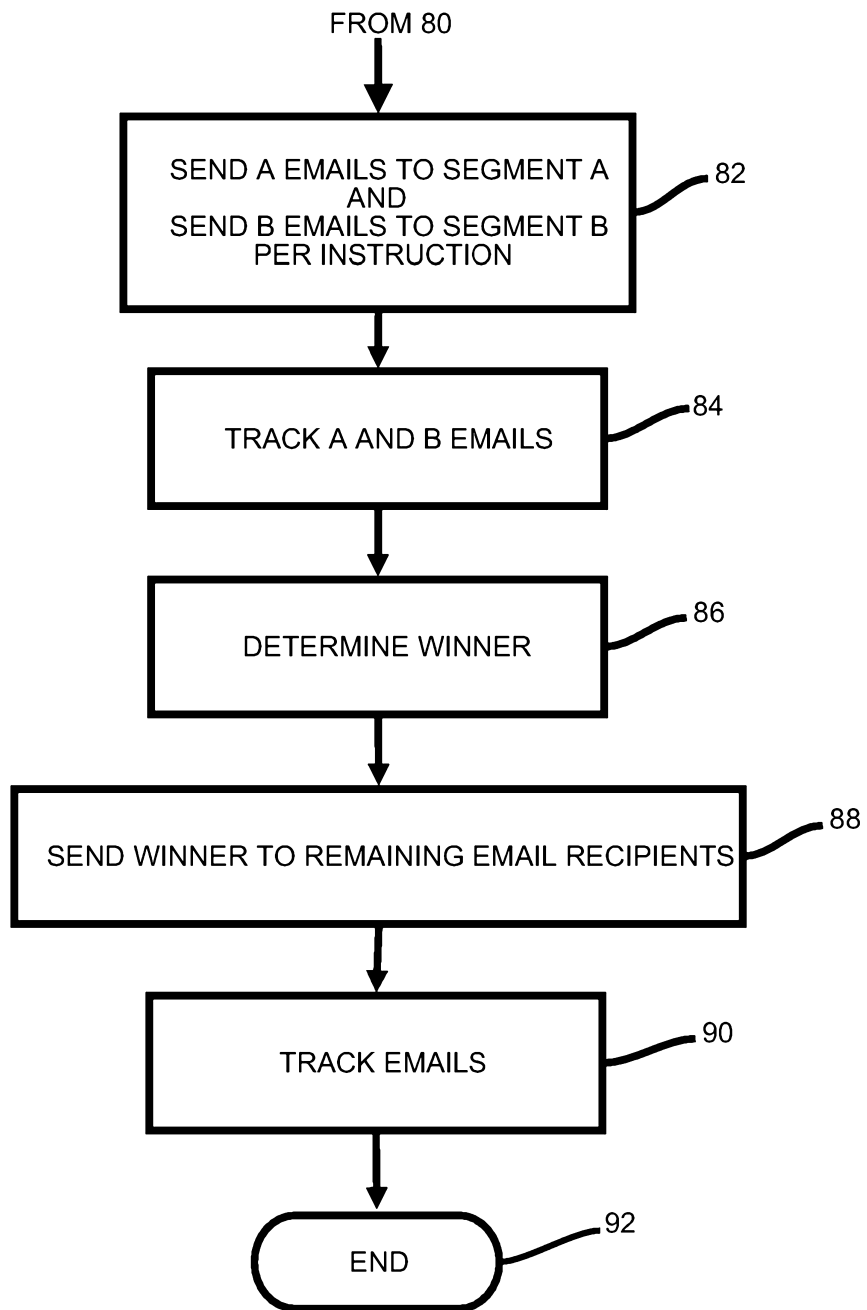 FROM 80
SEND A EMAILS TO SEGMENT A
AND
SEND B EMAILS TO SEGMENT B
PER INSTRUCTION
82
TRACK A AND B EMAILS
84
DETERMINE WINNER
86
SEND WINNER TO REMAINING EMAIL RECIPIENTS
88
TRACK EMAILS
90
END
92